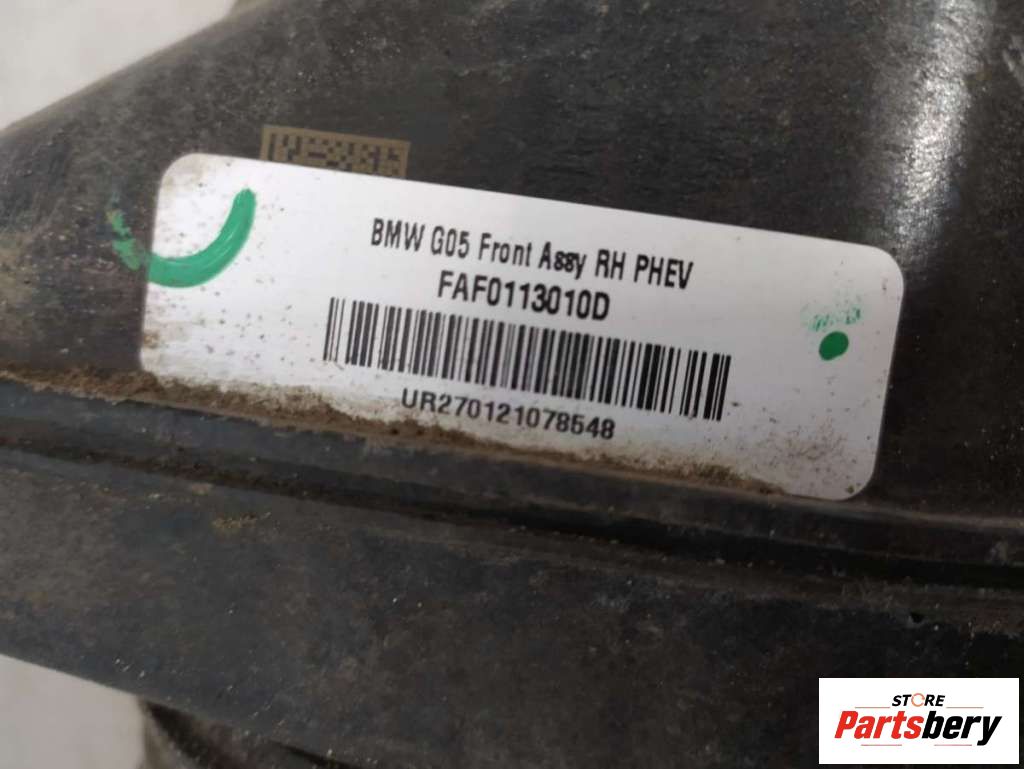 BMW G05 Front Assy RH PHEV
FAF0113010D
UR270121078548
STORE
Partsbery